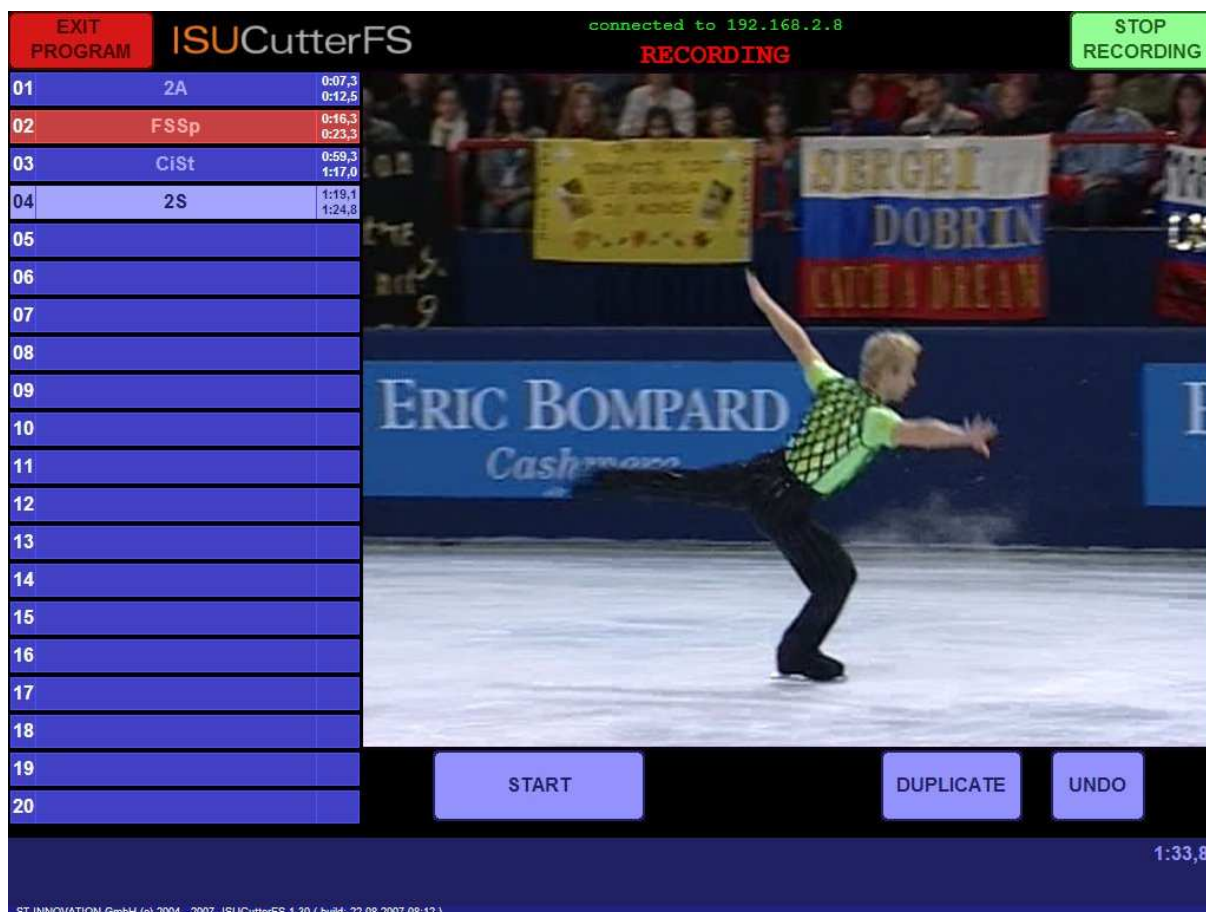 EXIT
PROGRAM
ISUCutterFS
connected to 192.168.2.8
RECORDING
STOP
RECORDING
01 2A 0:07,3
0:12,5
02 FSSp 0:16,3
0:23,3
03 CiSt 0:59,3
1:17,0
04 2S 1:19,1
1:24,8
05
06
07
08
09
10
11
12
13
14
15
16
17
18
19
20
SERGEI
DOBRIN
CATCH A DREAM
ERIC BOMPARD
Cashmere
START
DUPLICATE
UNDO
1:33,8
ST INNOVATION GmbH (c) 2004 - 2007, ISUCutterFS 1.30 ( build: 22.08.2007 08:12 )